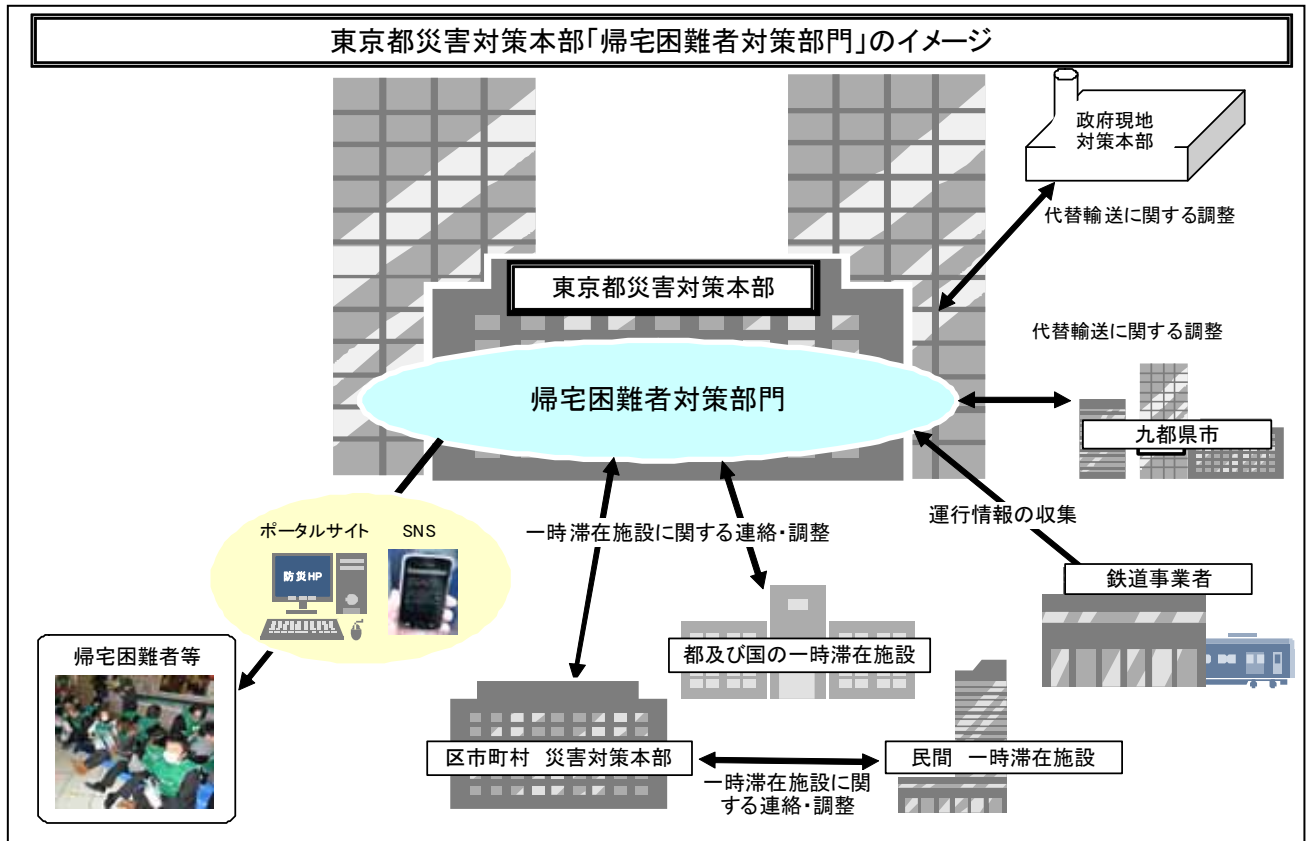 東京都災害対策本部「帰宅困難者対策部門」のイメージ
政府現地
対策本部
代替輸送に関する調整
東京都災害対策本部
代替輸送に関する調整
帰宅困難者対策部門
九都県市
運行情報の収集
ポータルサイト
SNS
一時滞在施設に関する連絡・調整
防災HP
鉄道事業者
帰宅困難者等
都及び国の一時滞在施設
区市町村 災害対策本部
民間 一時滞在施設
一時滞在施設に関
する連絡・調整